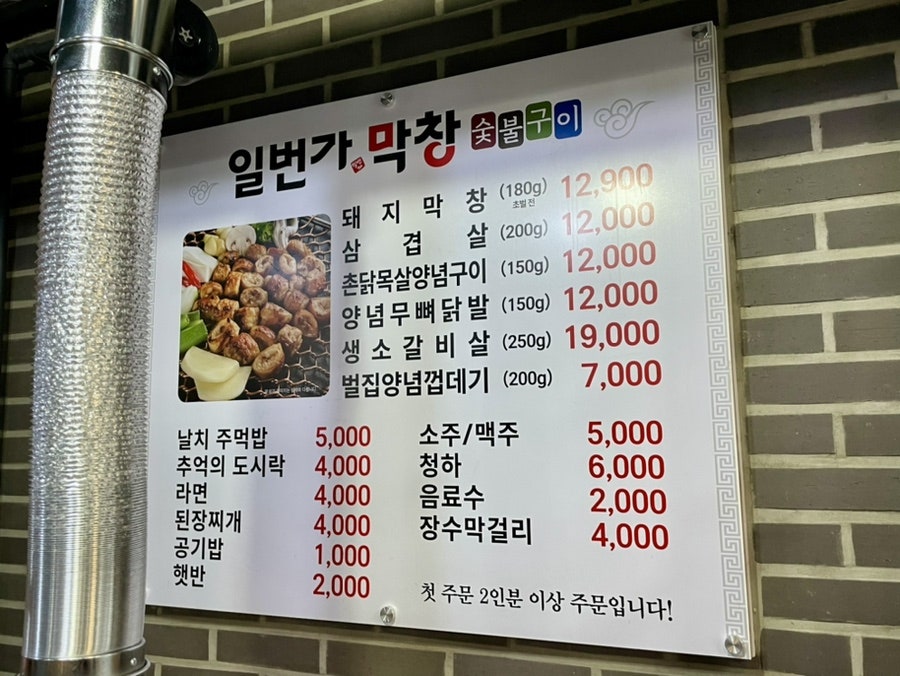 일번가 막창 숯불구이
돼지막창 (180g) 12,900
초벌전
삼겹살 (200g) 12,000
촌닭목살양념구이 (150g) 12,000
양념무뼈닭발 (150g) 12,000
생소갈비살 (250g) 19,000
벌집양념껍데기 (200g) 7,000
날치 주먹밥 5,000
추억의 도시락 4,000
라면 4,000
된장찌개 4,000
공기밥 1,000
햇반 2,000
소주/맥주 5,000
청하 6,000
음료수 2,000
장수막걸리 4,000
첫 주문 2인분 이상 주문입니다!